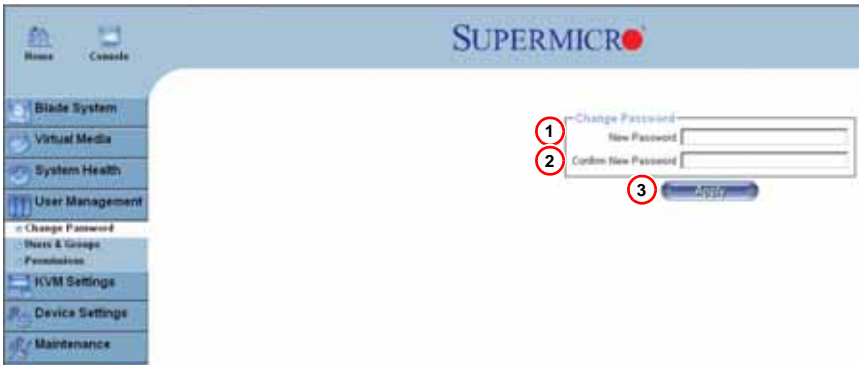 Home Console
SUPERMICRO
Blade System
Virtual Media
System Health
User Management
Change Password
Users & Groups
Permissions
KVM Settings
Device Settings
Maintenance
Change Password
1 New Password
2 Confirm New Password
3 Apply